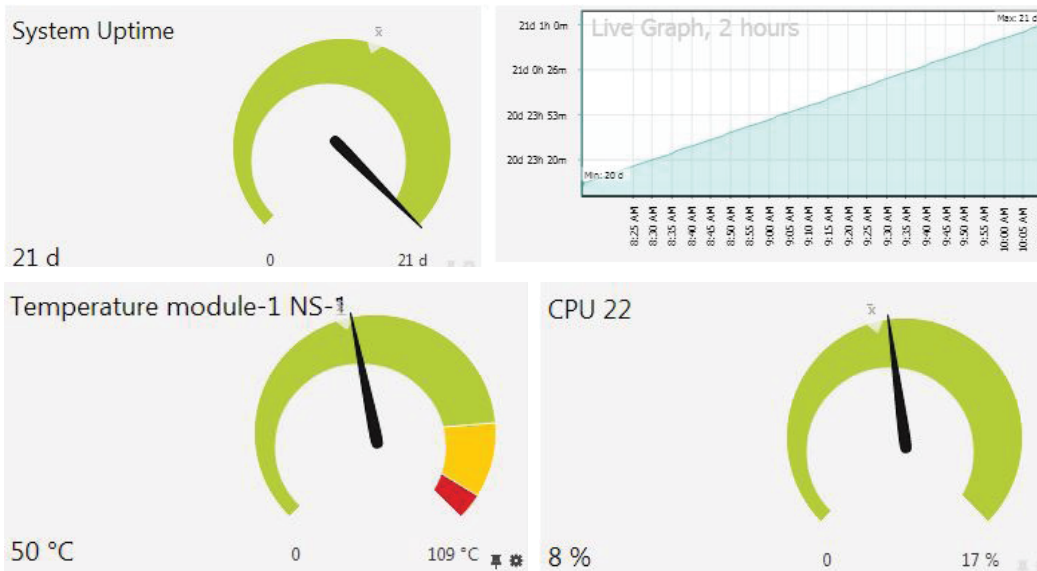 System Uptime
x̄
21 d
0
21 d
Live Graph, 2 hours
Max: 21 d
21d 1h 0m
21d 0h 26m
20d 23h 53m
20d 23h 20m
Min: 20 d
8:25 AM
8:30 AM
8:35 AM
8:40 AM
8:45 AM
8:50 AM
8:55 AM
9:00 AM
9:05 AM
9:10 AM
9:15 AM
9:20 AM
9:25 AM
9:30 AM
9:35 AM
9:40 AM
9:45 AM
9:50 AM
9:55 AM
10:00 AM
10:05 AM
Temperature module-1 NS-1
50 °C
0
109 °C
CPU 22
x̄
8 %
0
17 %